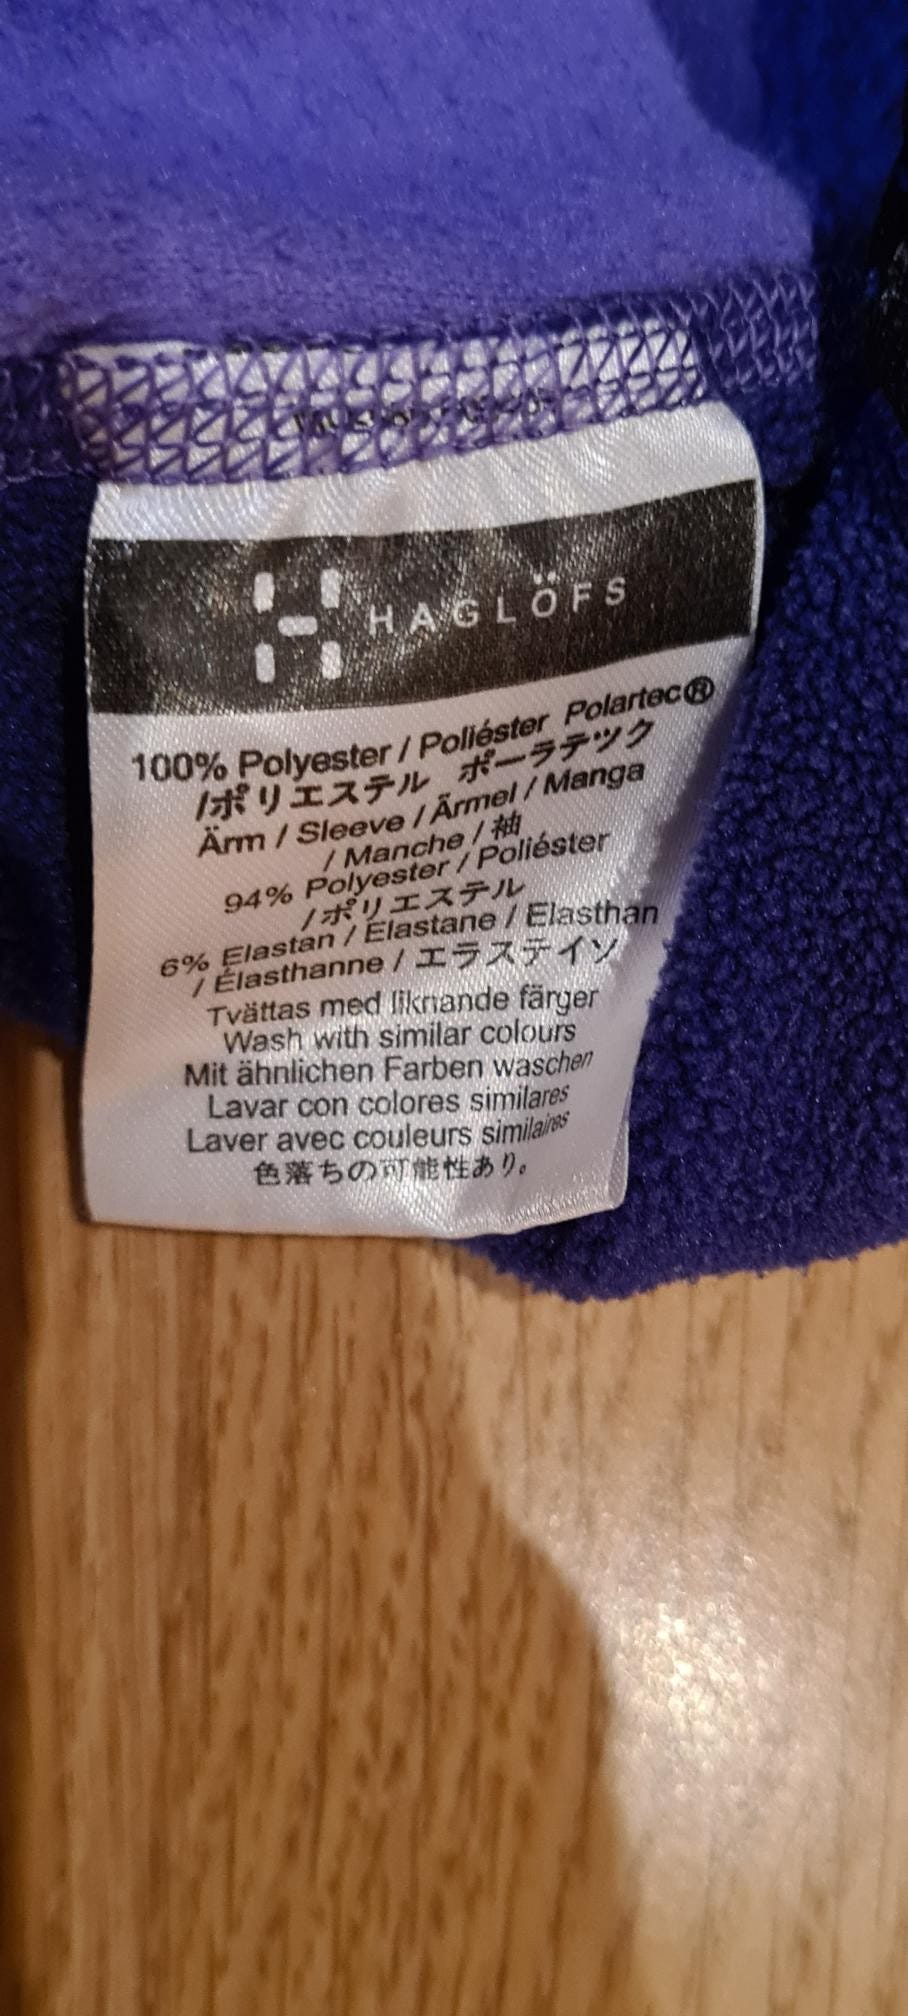 HAGLÖFS
100% Polyester / Poliéster Polartec®
/ポリエステル ポーラテック
Ärm / Sleeve / Ärmel / Manga
/ Manche / 袖
94% Polyester / Poliéster
/ポリエステル
6% Elastan / Elastane / Elasthan
/ Élasthanne / エラステイン
Tvättas med liknande färger
Wash with similar colours
Mit ähnlichen Farben waschen
Lavar con colores similares
Laver avec couleurs similaires
色落ちの可能性あり。